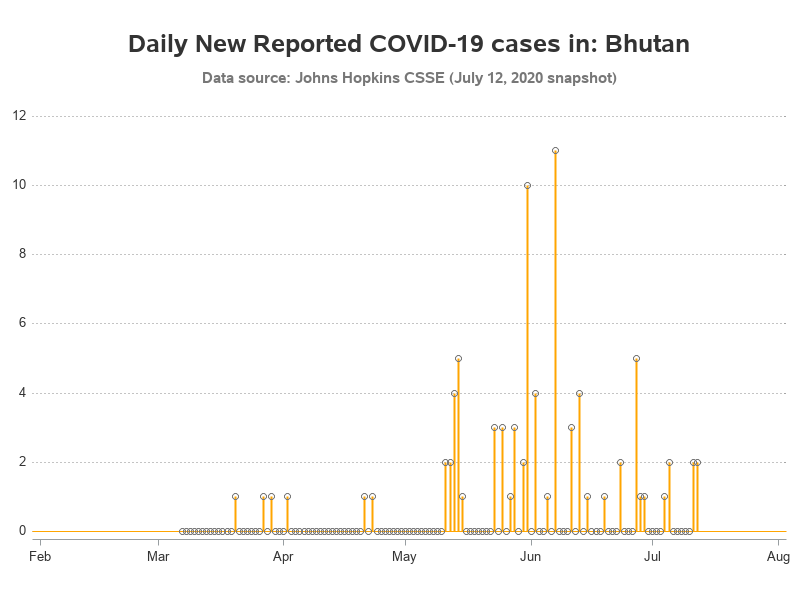 Daily New Reported COVID-19 cases in: Bhutan
Data source: Johns Hopkins CSSE (July 12, 2020 snapshot)
12
10
8
6
4
2
0
Feb Mar Apr May Jun Jul Aug